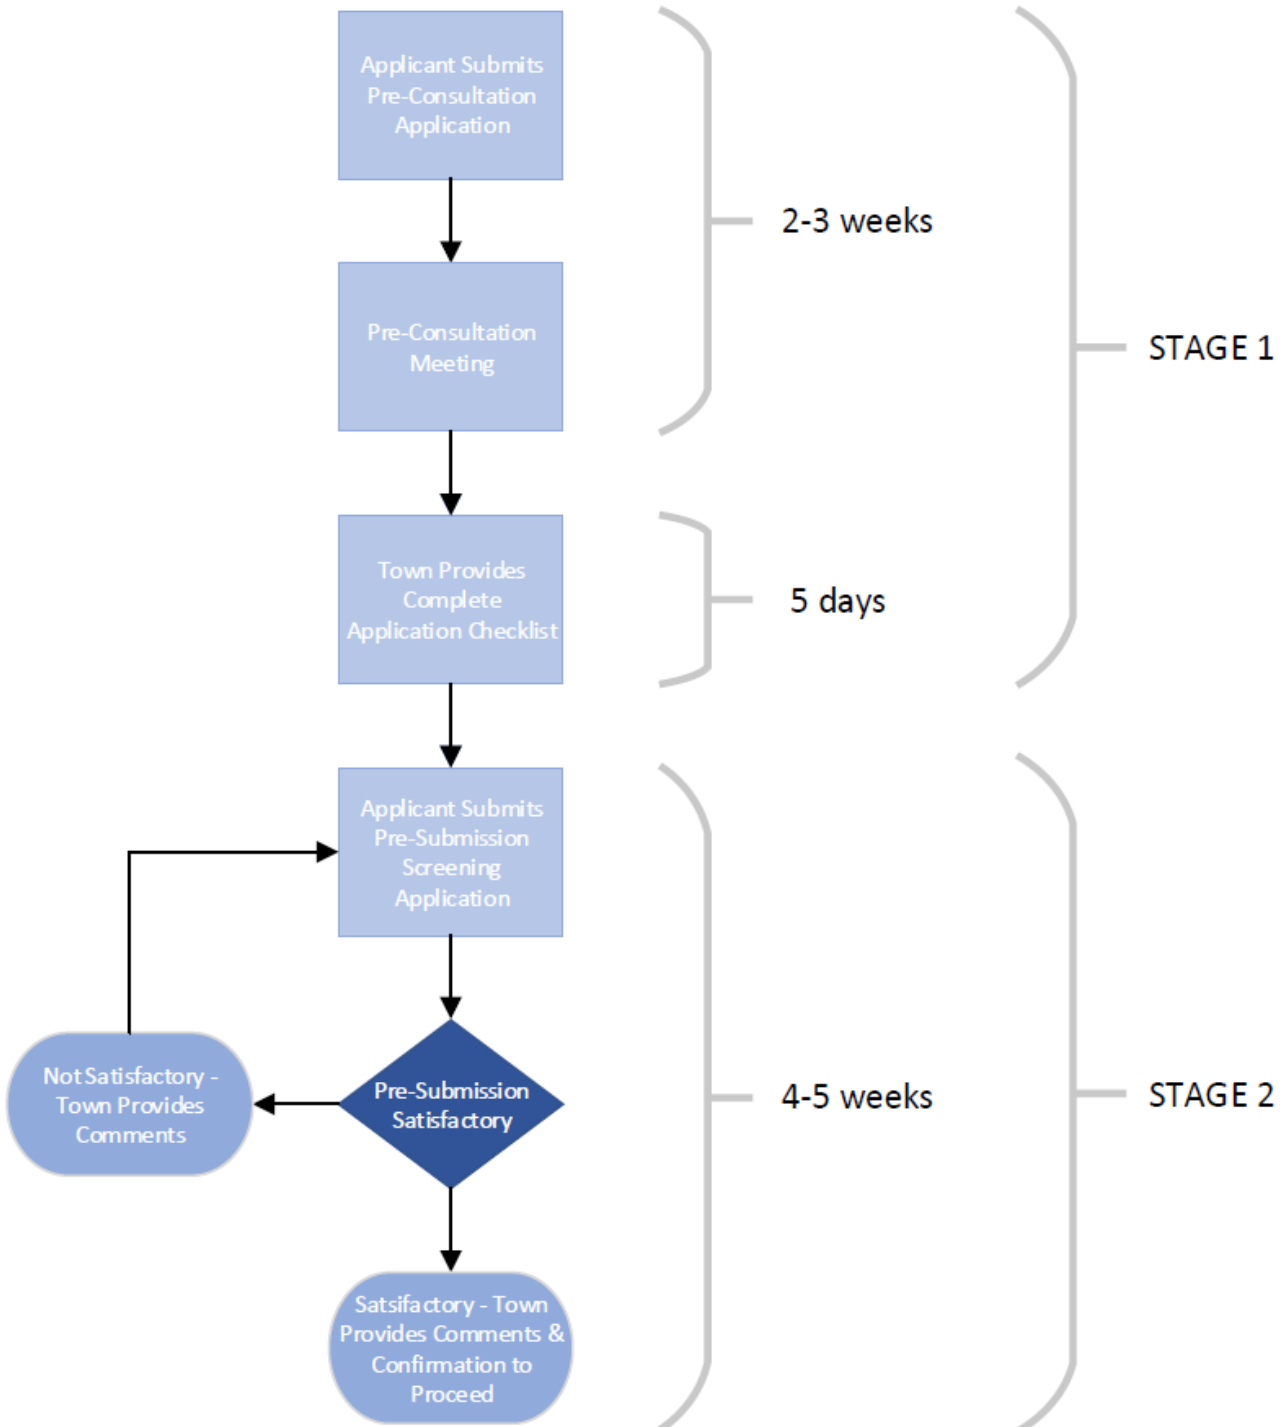 Applicant Submits
Pre-Consultation
Application
2-3 weeks
Pre-Consultation
Meeting
STAGE 1
Town Provides
Complete
Application Checklist
5 days
Applicant Submits
Pre-Submission
Screening
Application
Not Satisfactory -
Town Provides
Comments
Pre-Submission
Satisfactory
4-5 weeks
STAGE 2
Satsifactory - Town
Provides Comments &
Confirmation to
Proceed